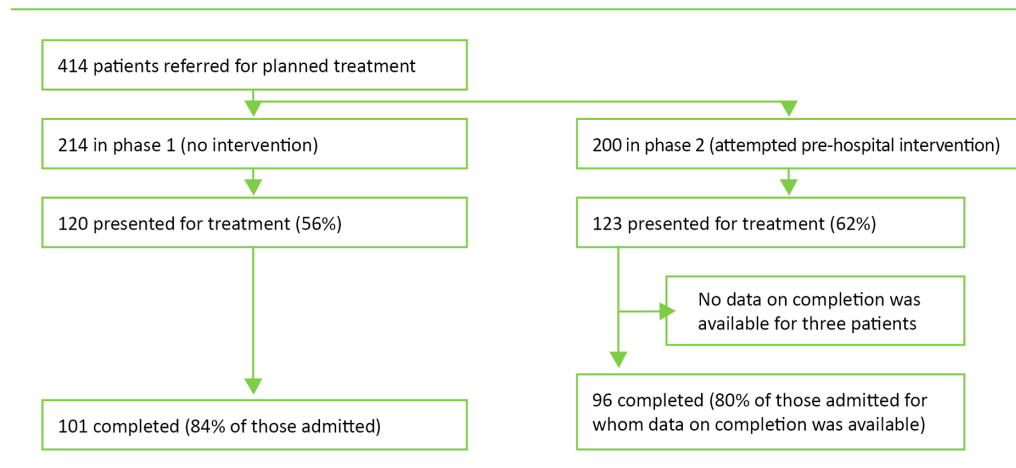 414 patients referred for planned treatment
214 in phase 1 (no intervention)
200 in phase 2 (attempted pre-hospital intervention)
120 presented for treatment (56%)
123 presented for treatment (62%)
No data on completion was
available for three patients
101 completed (84% of those admitted)
96 completed (80% of those admitted for
whom data on completion was available)